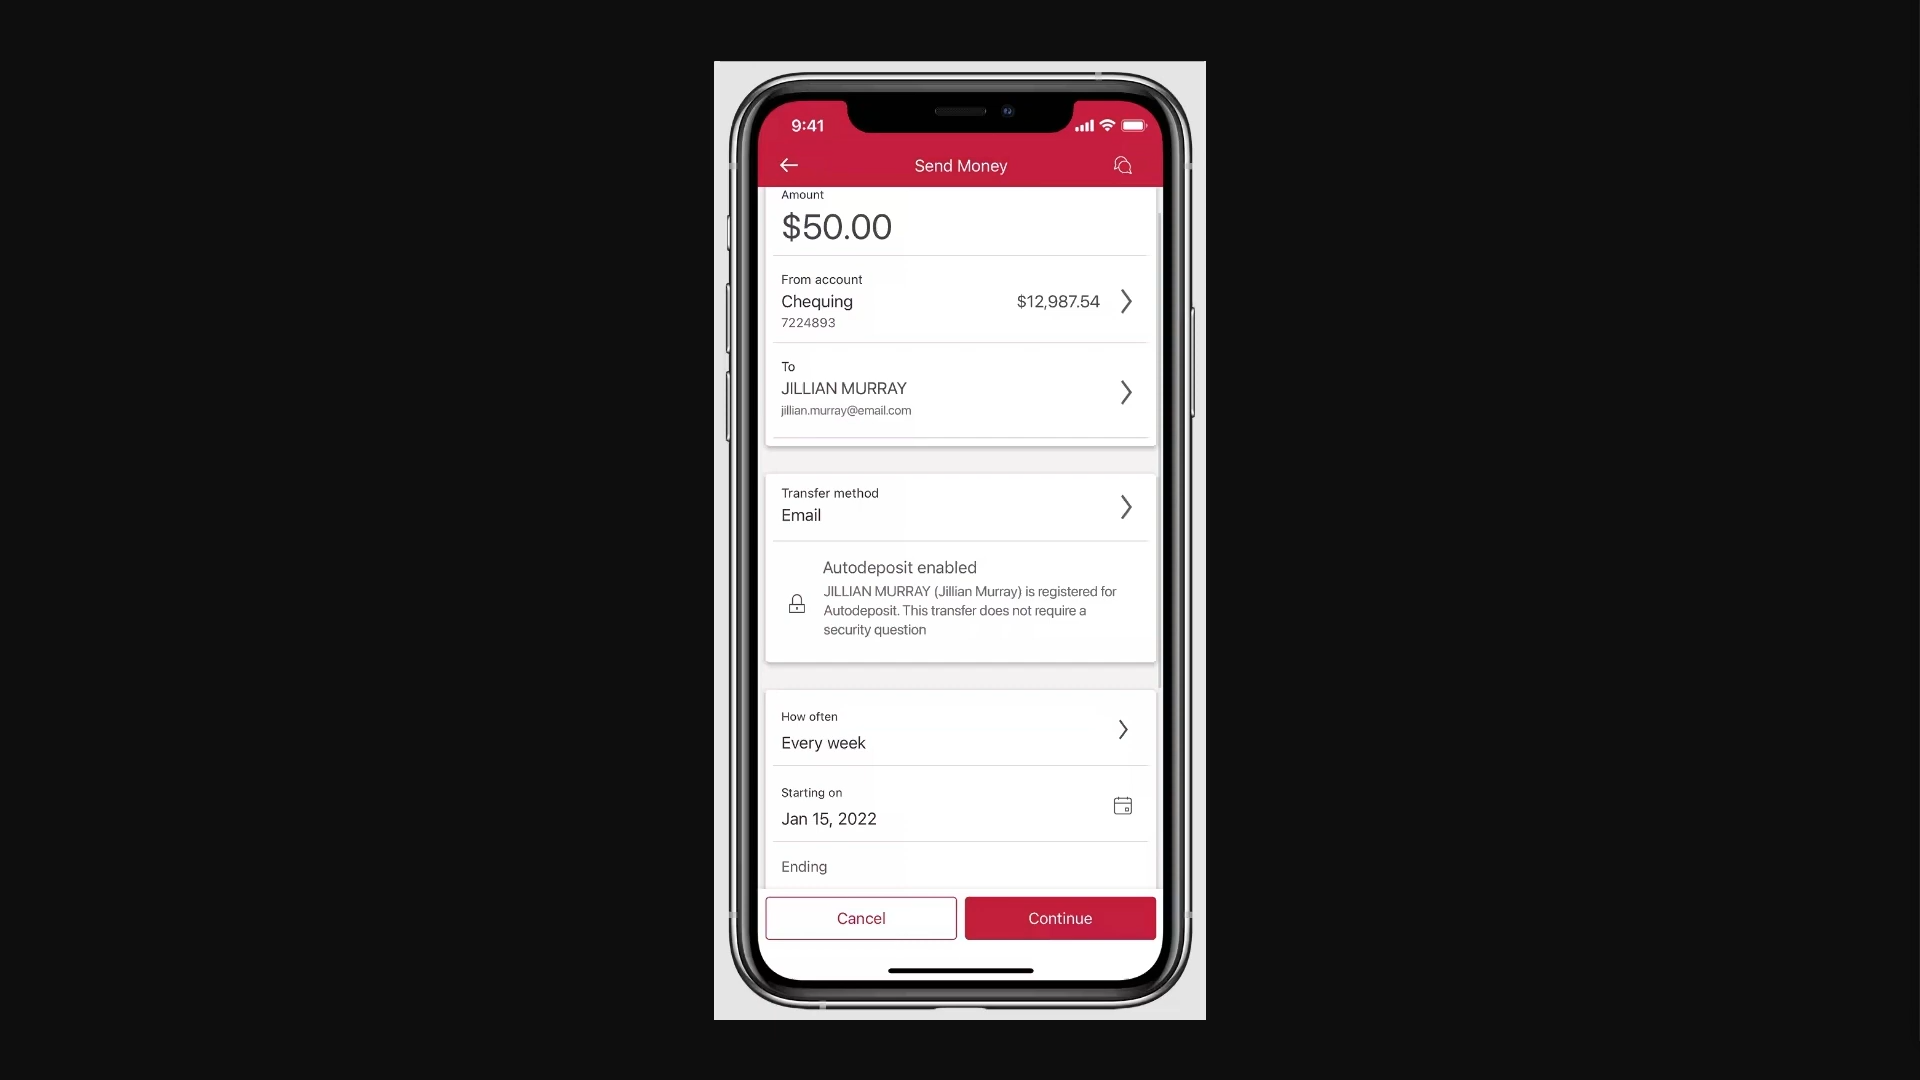 9:41
Send Money
Amount
$50.00
From account
Chequing
$12,987.54
7224893
To
JILLIAN MURRAY
jillian.murray@email.com
Transfer method
Email
Autodeposit enabled
JILLIAN MURRAY (Jillian Murray) is registered for
Autodeposit. This transfer does not require a
security question
How often
Every week
Starting on
Jan 15, 2022
Ending
Cancel
Continue